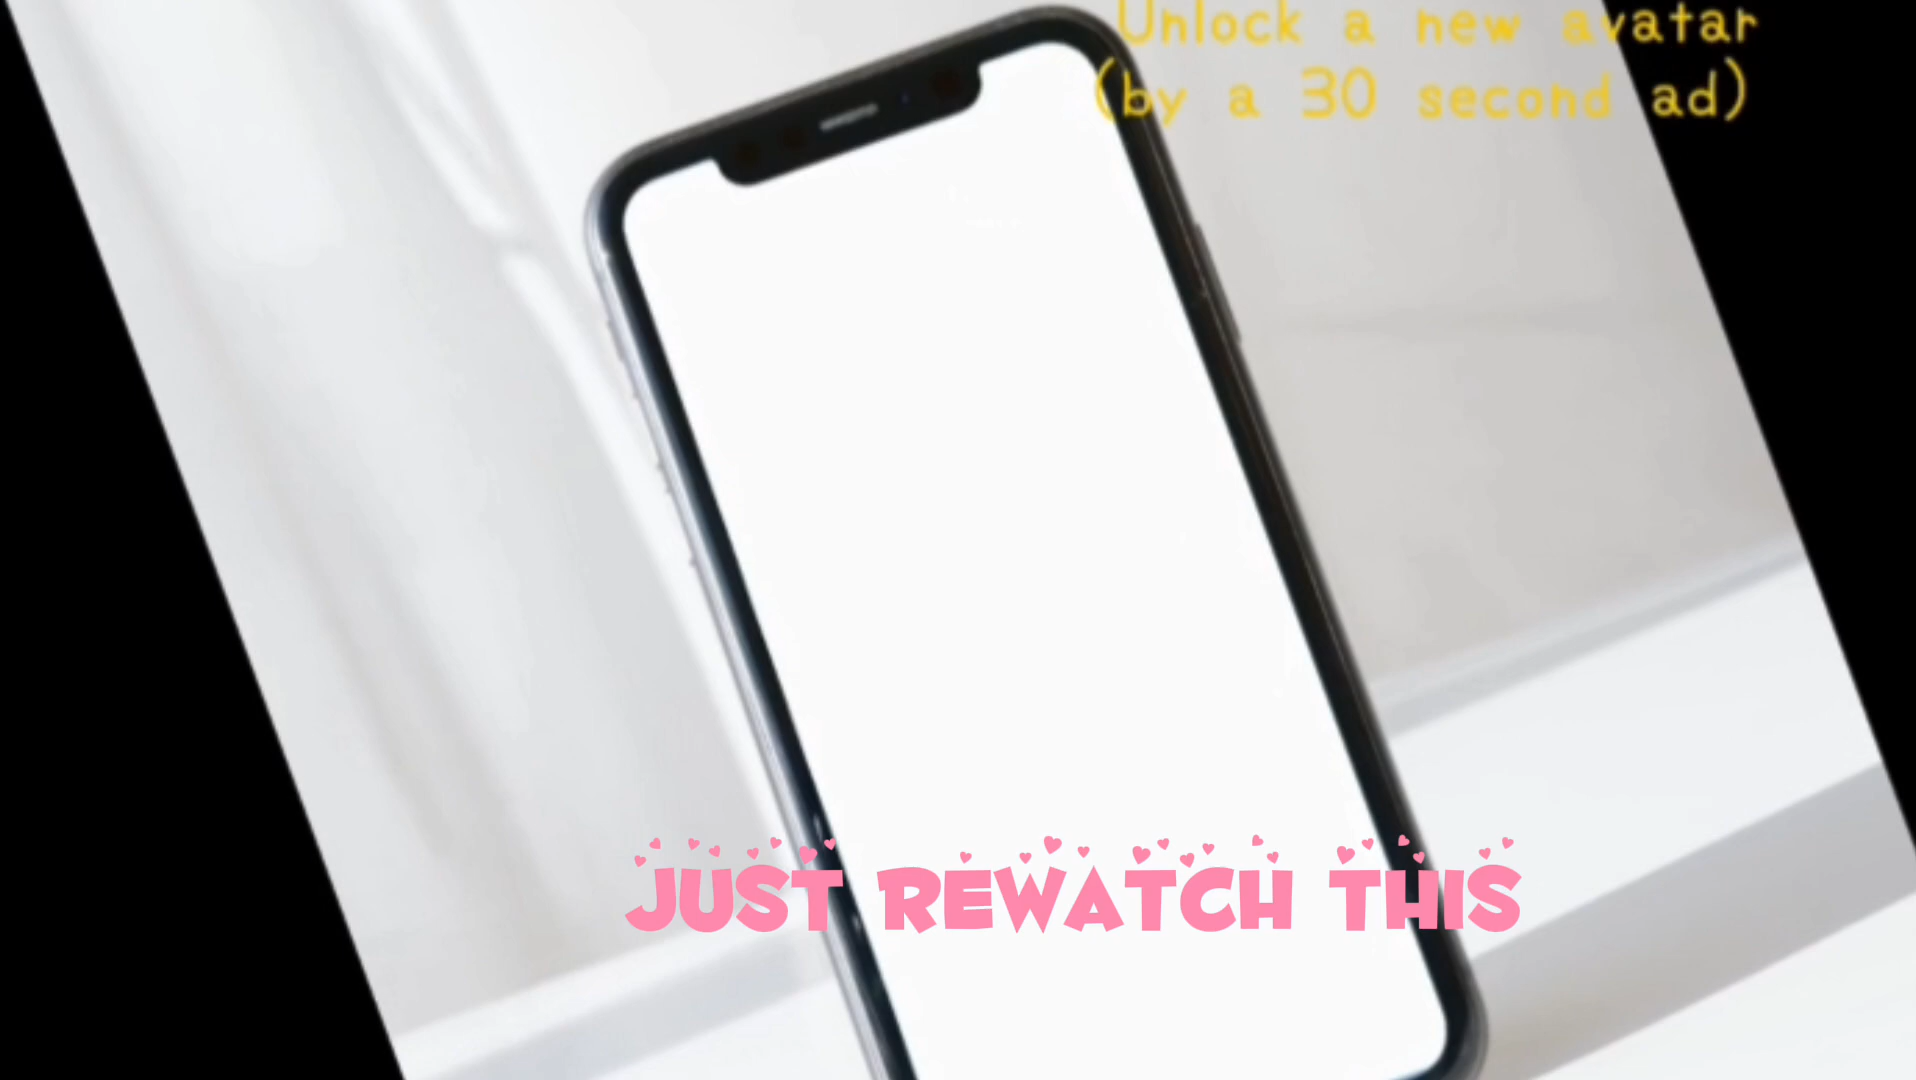 Unlock a new avatar
(by a 30 second ad)
JUST REWATCH THIS